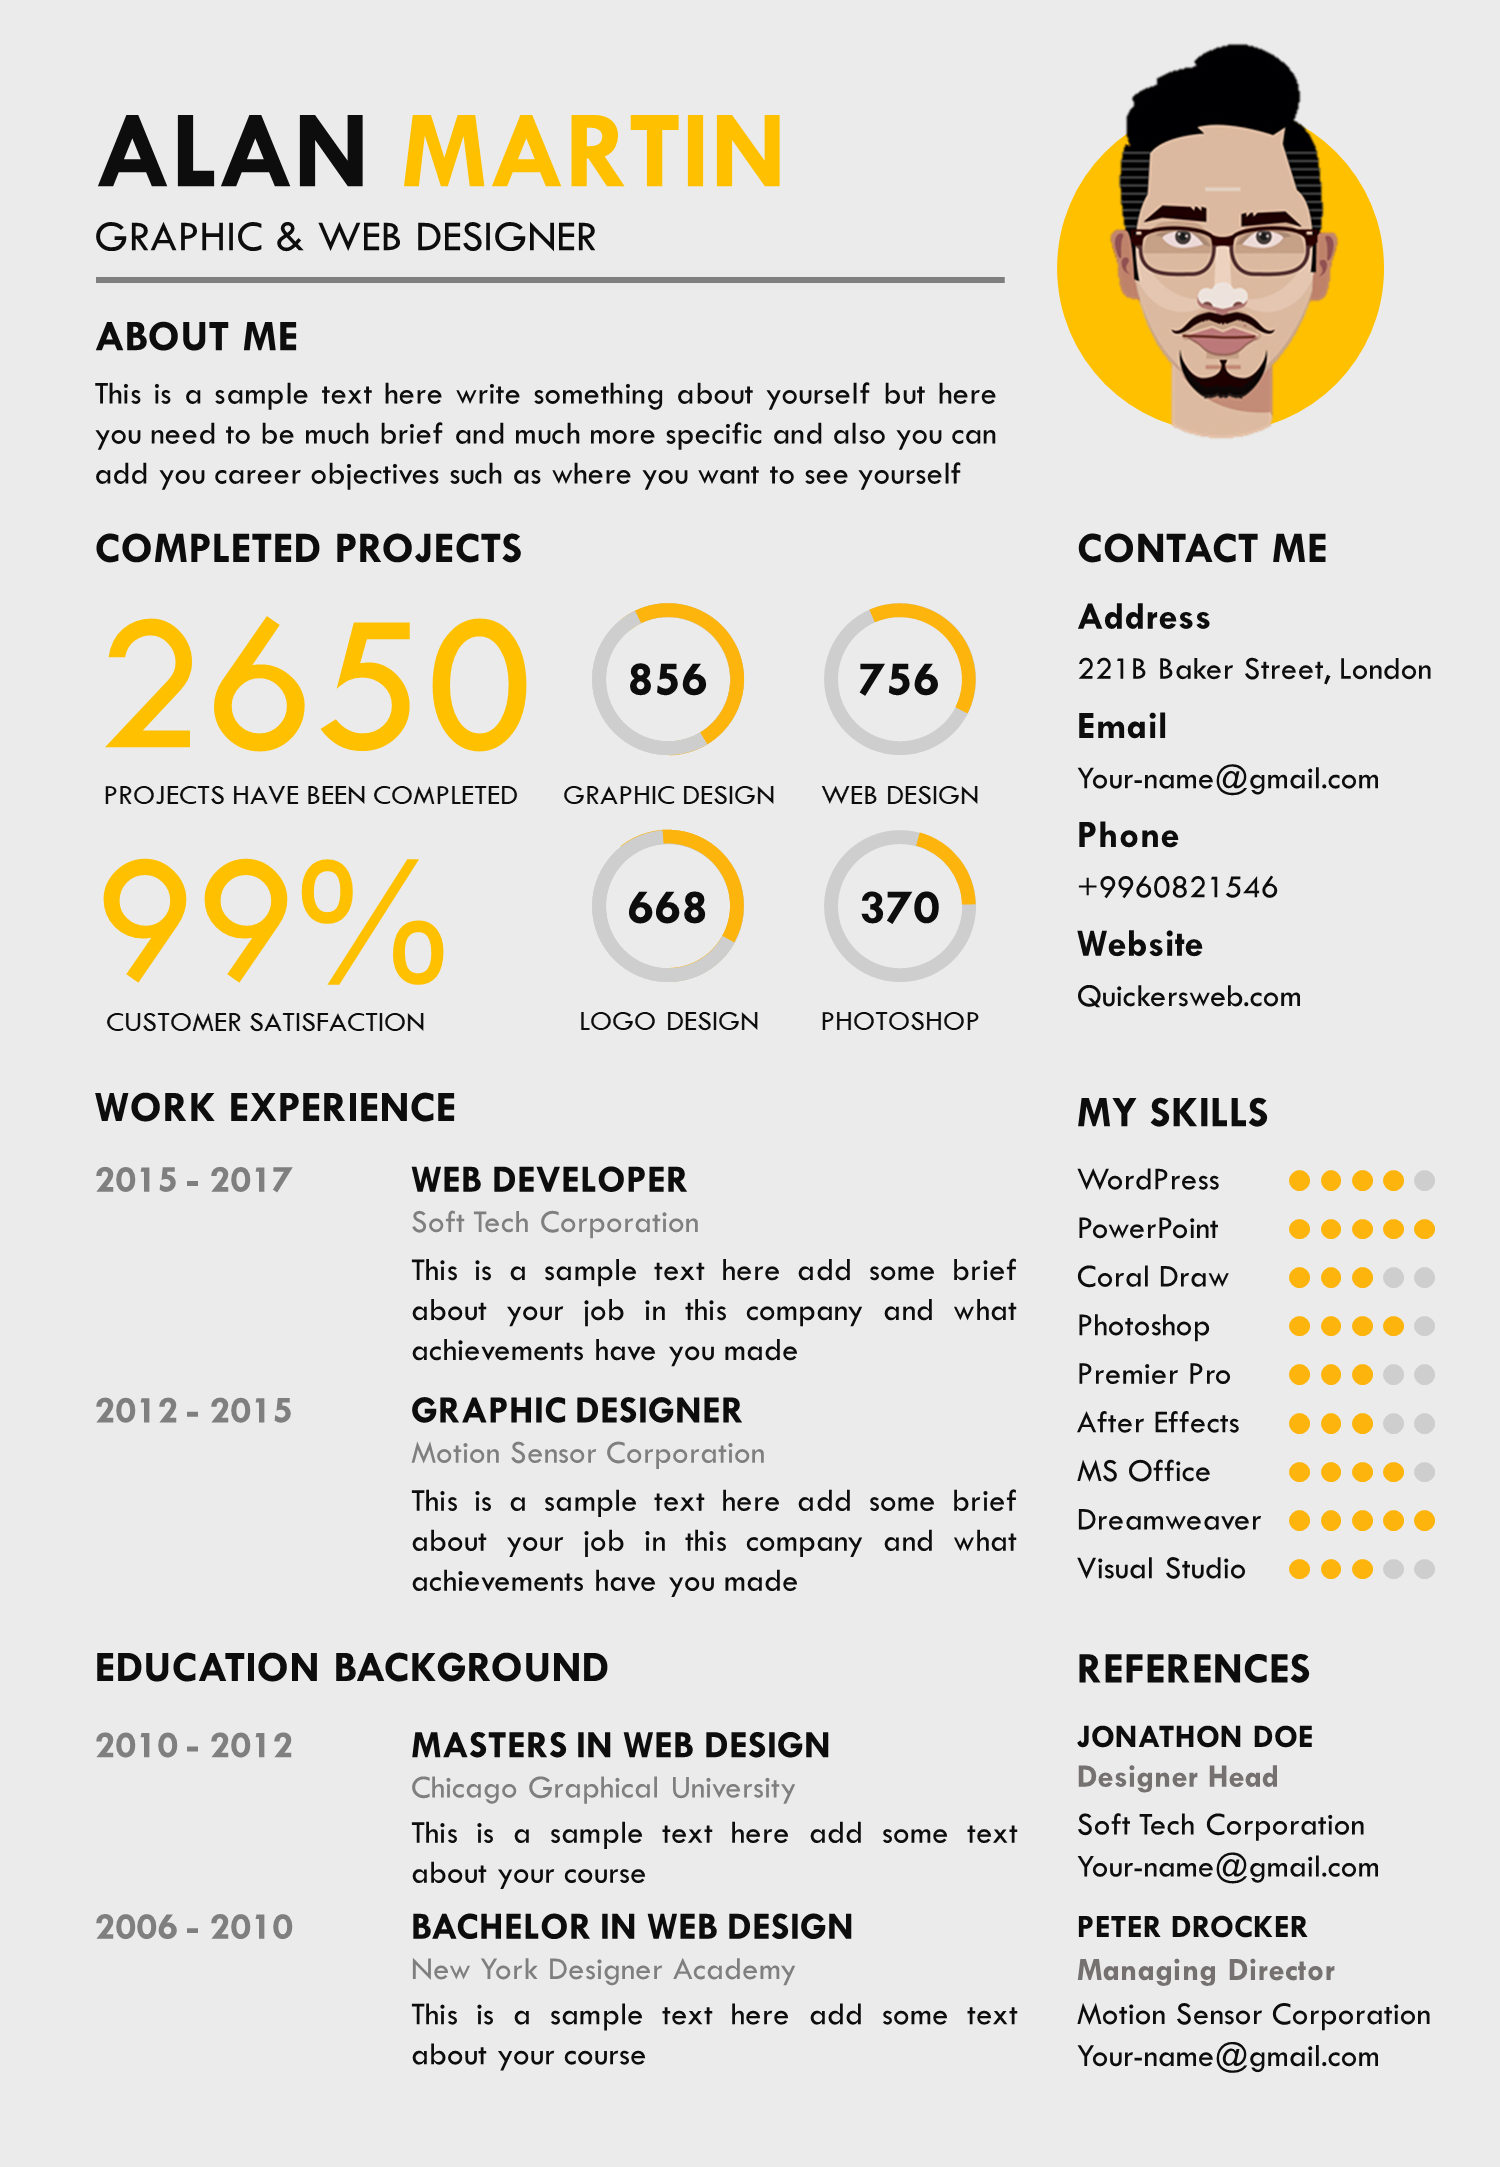 ALAN MARTIN
GRAPHIC & WEB DESIGNER
ABOUT ME
This is a sample text here write something about yourself but here
you need to be much brief and much more specific and also you can
add you career objectives such as where you want to see yourself
COMPLETED PROJECTS
2650
PROJECTS HAVE BEEN COMPLETED
856
GRAPHIC DESIGN
756
WEB DESIGN
99%
CUSTOMER SATISFACTION
668
LOGO DESIGN
370
PHOTOSHOP
WORK EXPERIENCE
2015 - 2017
WEB DEVELOPER
Soft Tech Corporation
This is a sample text here add some brief
about your job in this company and what
achievements have you made
2012 - 2015
GRAPHIC DESIGNER
Motion Sensor Corporation
This is a sample text here add some brief
about your job in this company and what
achievements have you made
EDUCATION BACKGROUND
2010 - 2012
MASTERS IN WEB DESIGN
Chicago Graphical University
This is a sample text here add some text
about your course
2006 - 2010
BACHELOR IN WEB DESIGN
New York Designer Academy
This is a sample text here add some text
about your course
CONTACT ME
Address
221B Baker Street, London
Email
Your-name@gmail.com
Phone
+9960821546
Website
Quickersweb.com
MY SKILLS
WordPress
PowerPoint
Coral Draw
Photoshop
Premier Pro
After Effects
MS Office
Dreamweaver
Visual Studio
REFERENCES
JONATHON DOE
Designer Head
Soft Tech Corporation
Your-name@gmail.com
PETER DROCKER
Managing Director
Motion Sensor Corporation
Your-name@gmail.com